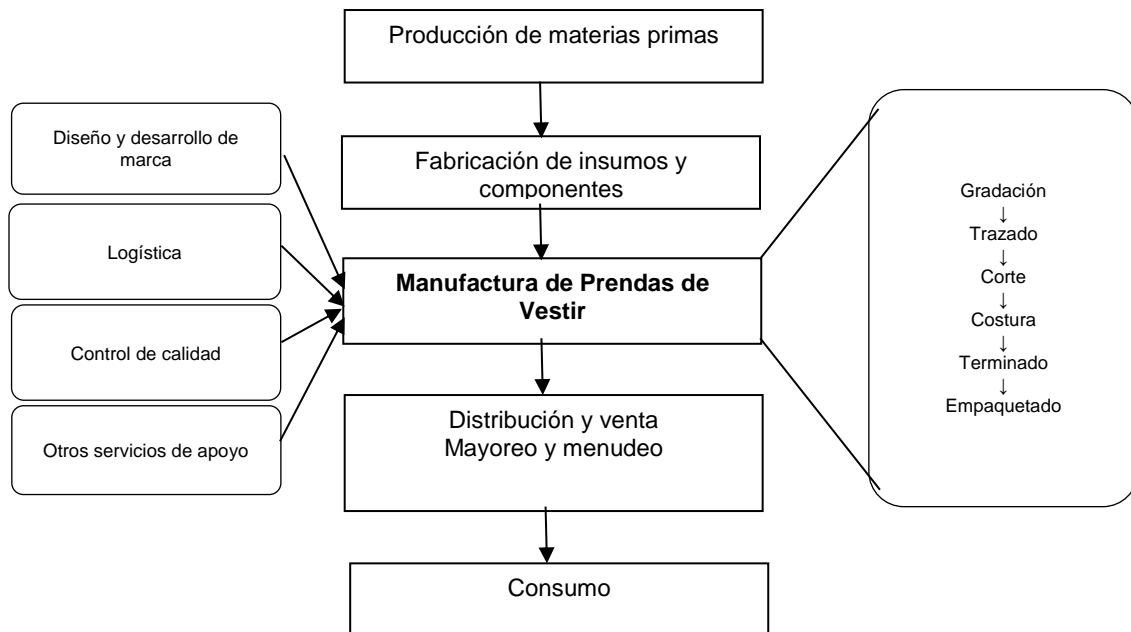 Producción de materias primas
Diseño y desarrollo de
marca
Logística
Control de calidad
Otros servicios de apoyo
Fabricación de insumos y
componentes
Manufactura de Prendas de
Vestir
Distribución y venta
Mayoreo y menudeo
Consumo
Gradación
↓
Trazado
↓
Corte
↓
Costura
↓
Terminado
↓
Empaquetado